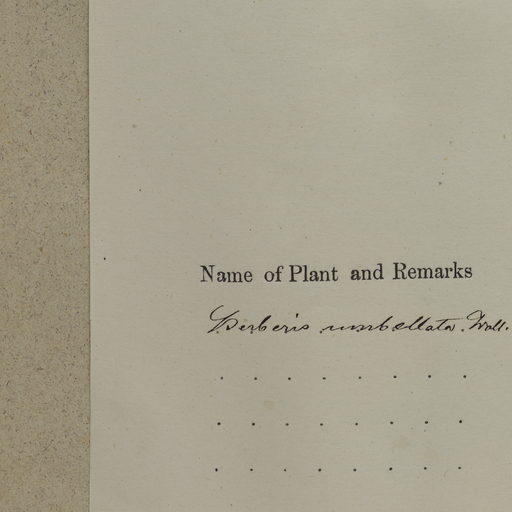 Name of Plant and Remarks
Berberis umbellata. Wall.